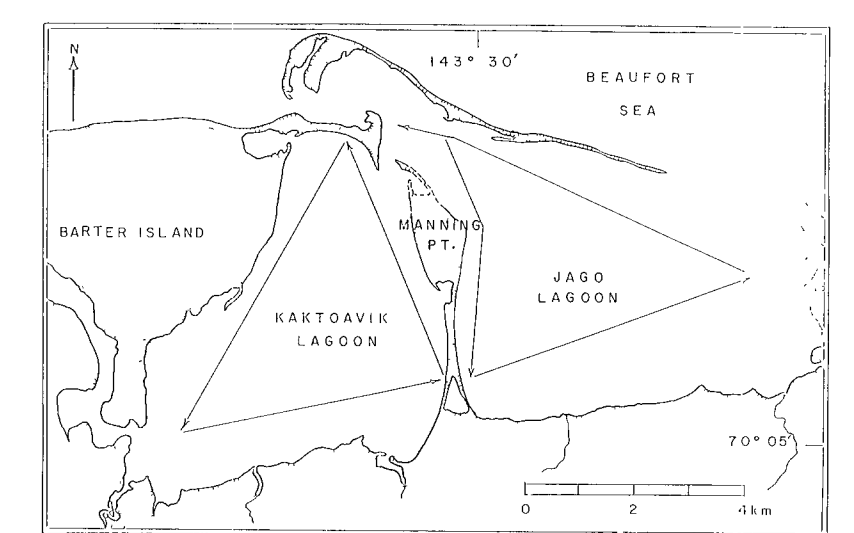 N
143° 30′
BEAUFORT
SEA
BARTER ISLAND
MANNING
PT.
JAGO
LAGOON
KAKTOAVIK
LAGOON
70° 05′
0 2 4 km